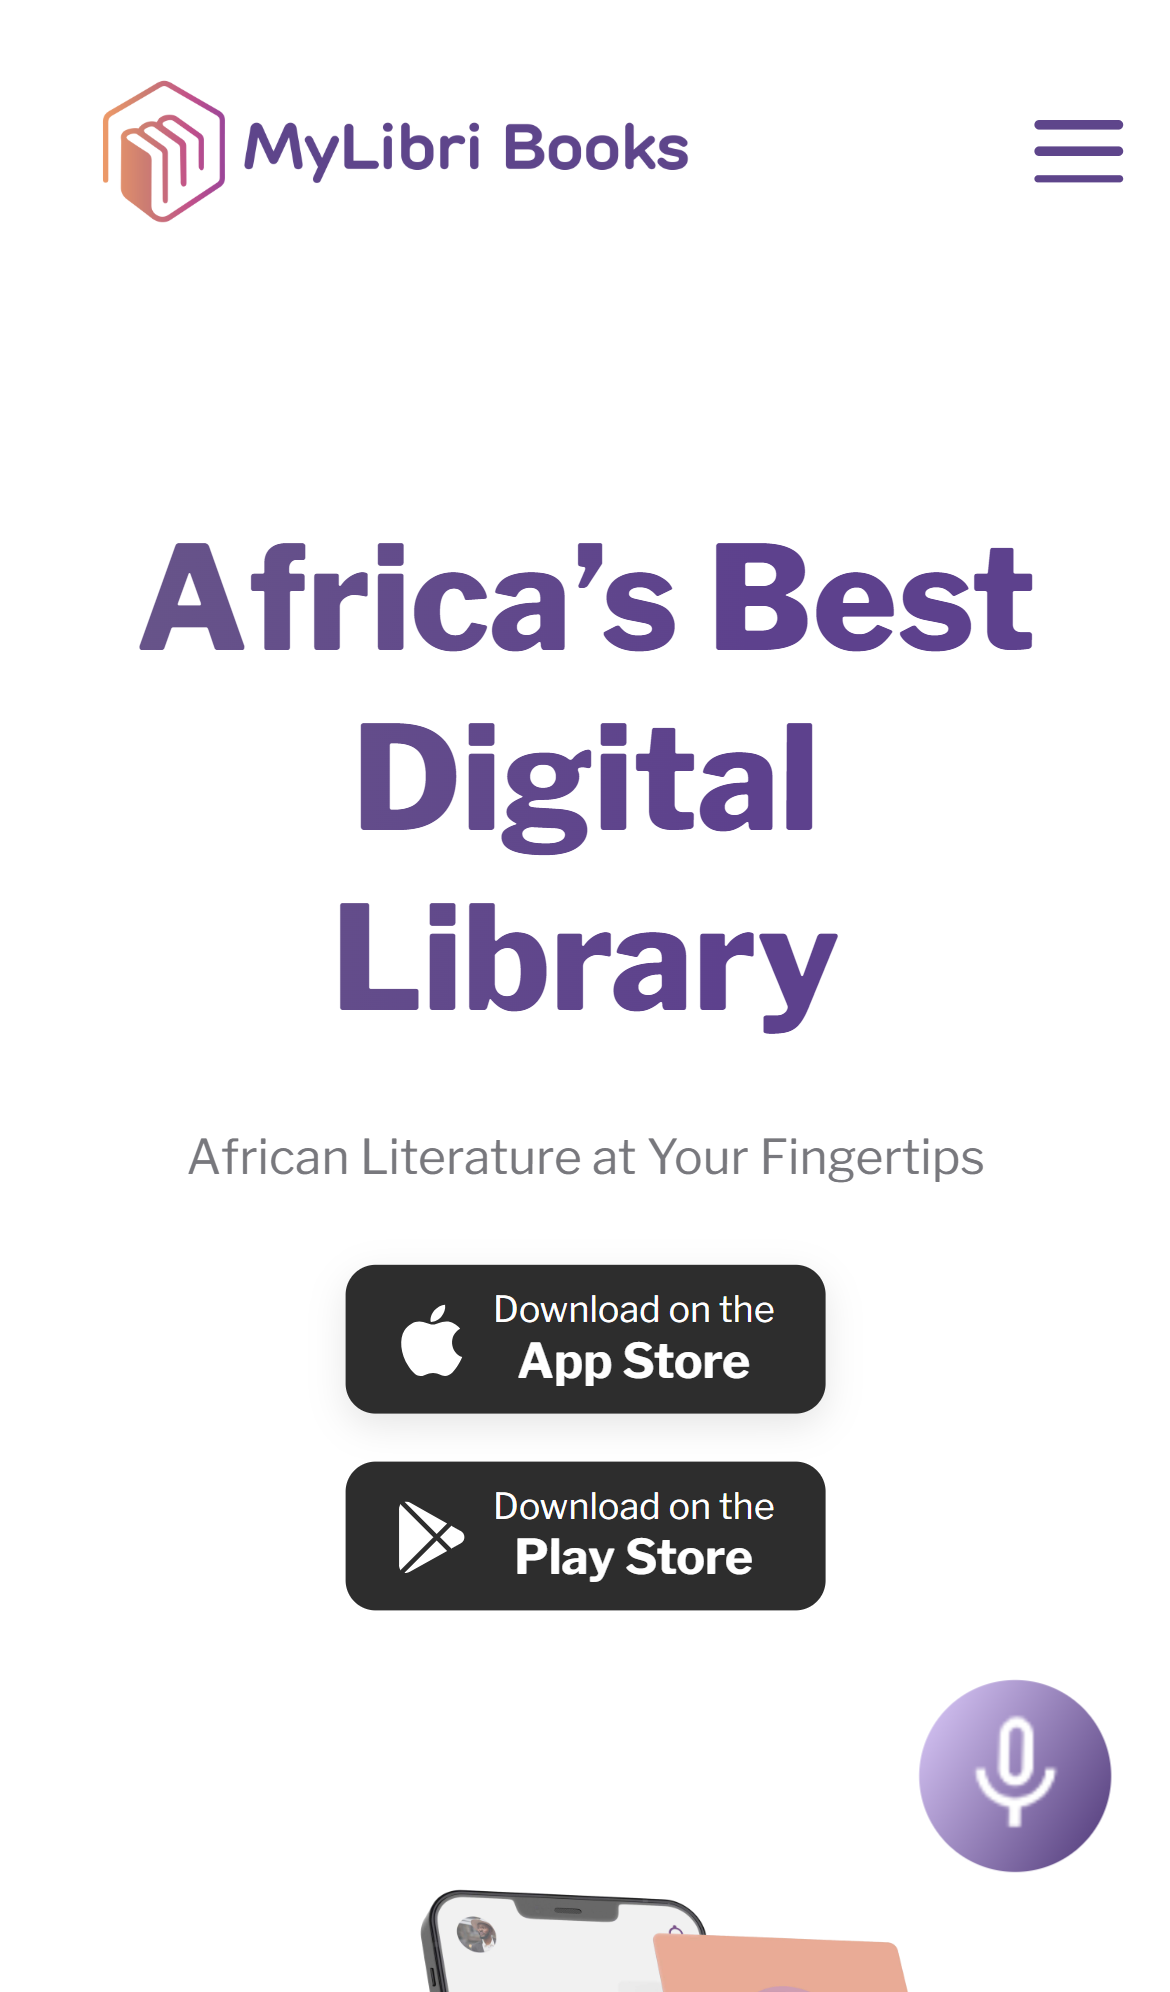 MyLibri Books
Africa’s Best
Digital
Library
African Literature at Your Fingertips
Download on the
App Store
Download on the
Play Store